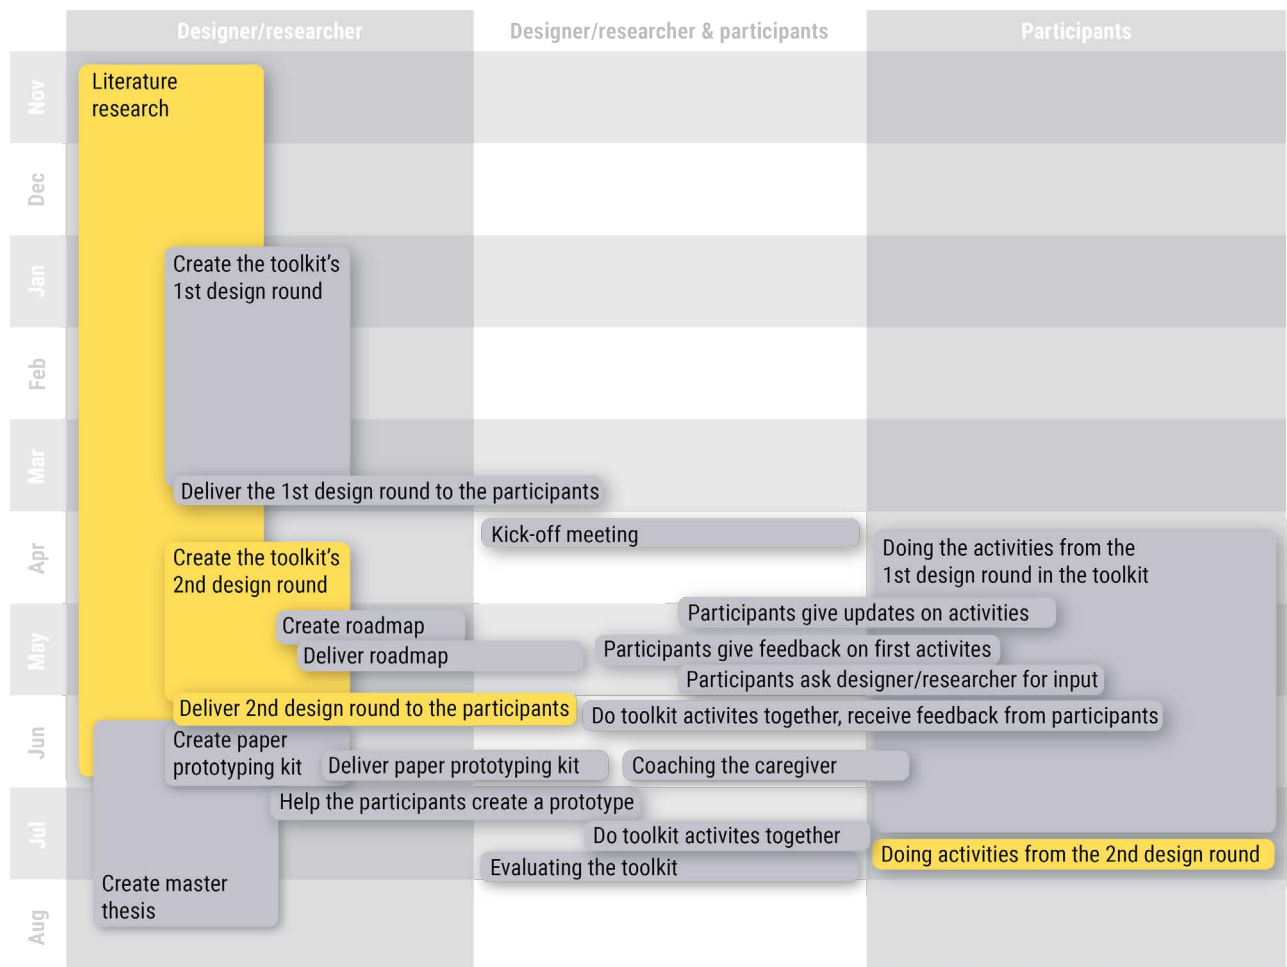 Designer/researcher
Designer/researcher & participants
Participants
Nov
Literature
research
Dec
Jan
Create the toolkit’s
1st design round
Feb
Mar
Deliver the 1st design round to the participants
Apr
Kick-off meeting
Doing the activities from the
1st design round in the toolkit
Create the toolkit’s
2nd design round
May
Participants give updates on activities
Create roadmap
Participants give feedback on first activites
Deliver roadmap
Participants ask designer/researcher for input
Deliver 2nd design round to the participants
Do toolkit activites together, receive feedback from participants
Jun
Create paper
prototyping kit
Deliver paper prototyping kit
Coaching the caregiver
Help the participants create a prototype
Jul
Do toolkit activites together
Doing activities from the 2nd design round
Evaluating the toolkit
Create master
thesis
Aug